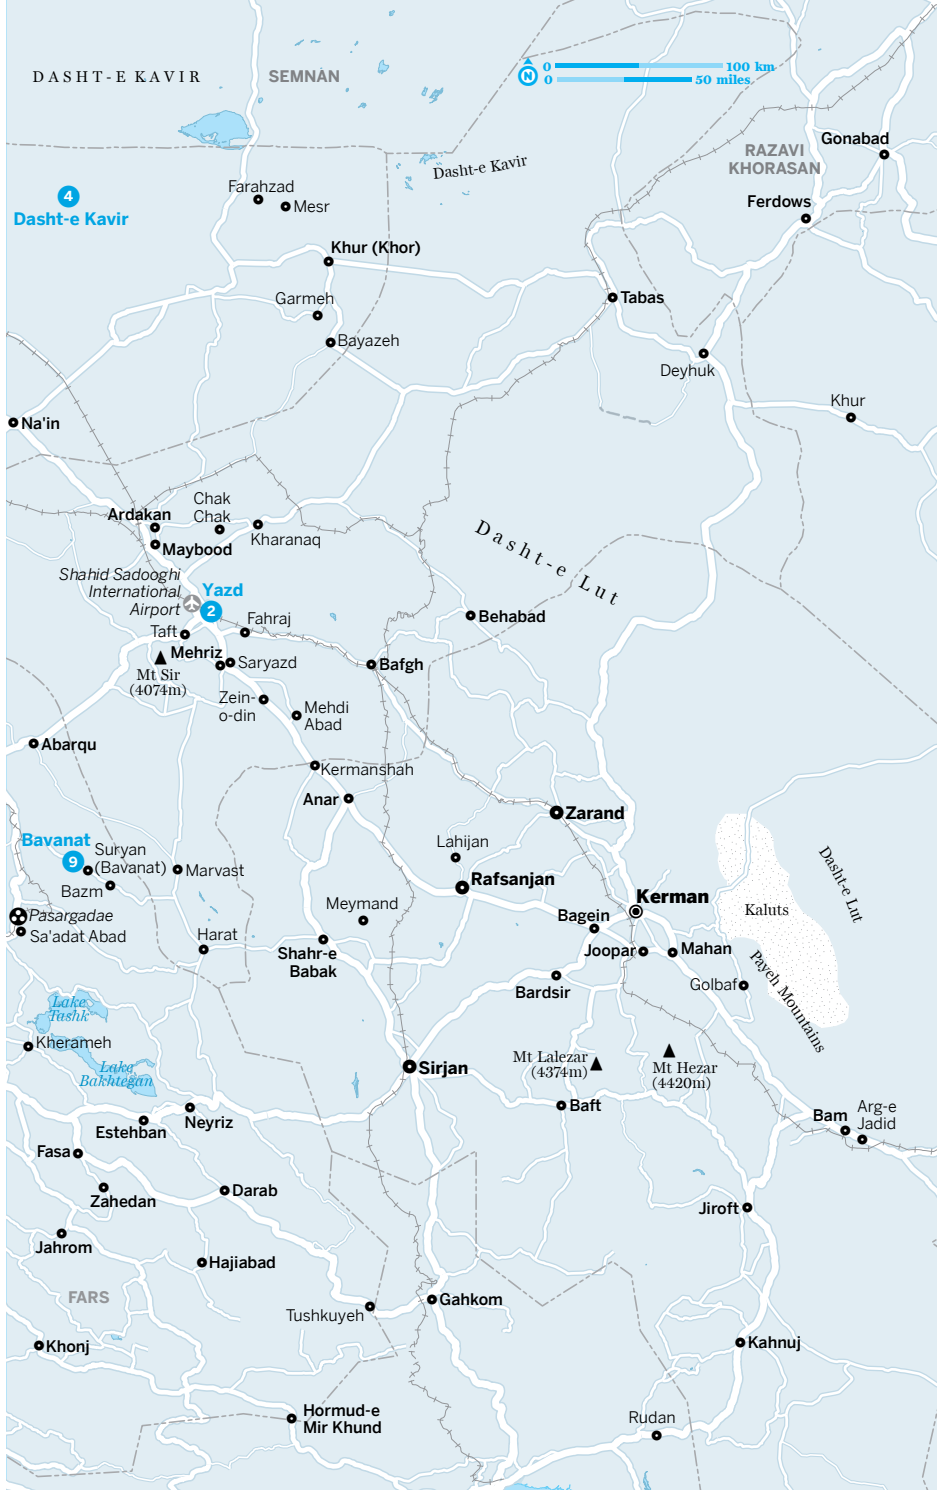 DASHT-E KAVIR
SEMNAN
0
100 km
N
0
50 miles
RAZAVI
KHORASAN
Gonabad
Dasht-e Kavir
4
Dasht-e Kavir
Farahzad
Mesr
Ferdows
Khur (Khor)
Garmeh
Tabas
Bayazeh
Deyhuk
Khur
Na'in
Chak
Chak
Ardakan
Kharanaq
Maybood
Dasht-e Lut
Shahid Sadooghi
International
Airport
Yazd
2
Fahraj
Behabad
Taft
Mehriz
Saryazd
Bafgh
Mt Sir
(4074m)
Zein-
o-din
Mehdi
Abad
Abarqu
Kermanshah
Anar
Zarand
Bavanat
9
Suryan
(Bavanat)
Lahijan
Marvast
Bazm
Rafsanjan
Dasht-e Lut
Kerman
Kaluts
Meymand
Pasargadae
Bagein
Sa'adat Abad
Harat
Shahr-e
Babak
Joopar
Mahan
Payeh Mountains
Bardsir
Golbaf
Lake
Tashk
Kherameh
Lake
Bakhtegan
Sirjan
Mt Lalezar
(4374m)
Mt Hezar
(4420m)
Baft
Neyriz
Estehban
Bam
Arg-e
Jadid
Fasa
Zahedan
Darab
Jiroft
Jahrom
Hajiabad
FARS
Tushkuyeh
Gahkom
Khonj
Kahnuj
Hormud-e
Mir Khund
Rudan